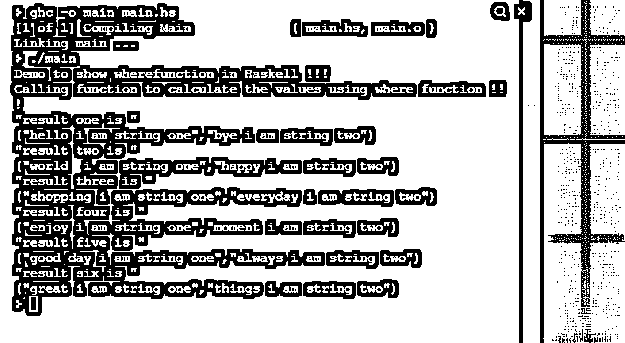 > ghc -o main main.hs
[1 of 1] Compiling Main ( main.hs, main.o )
Linking main ...
> ./main
Demo to show wherefunction in Haskell !!!
Calling function to calculate the values using where function !!
!
"result one is "
("hello i am string one","bye i am string two")
"result two is "
("world  i am string one","happy i am string two")
"result three is "
("shopping i am string one","everyday i am string two")
"result four is "
("enjoy i am string one","moment i am string two")
"result five is "
("good day i am string one","always i am string two")
"result six is "
("great i am string one","things i am string two")
>